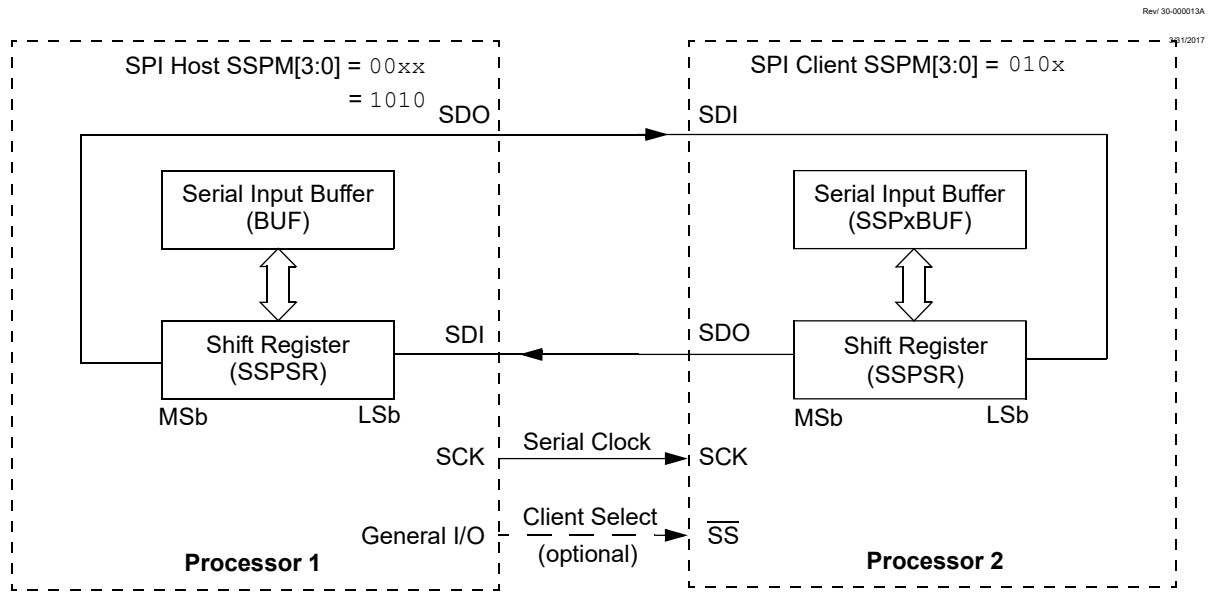 Rev/ 30-000013A
3/31/2017
SPI Host SSPM[3:0] = 00xx
= 1010
SPI Client SSPM[3:0] = 010x
SDO
SDI
Serial Input Buffer
(BUF)
Serial Input Buffer
(SSPxBUF)
SDI
SDO
Shift Register
(SSPSR)
Shift Register
(SSPSR)
MSb
LSb
MSb
LSb
SCK
Serial Clock
SCK
General I/O
Client Select
(optional)
SS
Processor 1
Processor 2